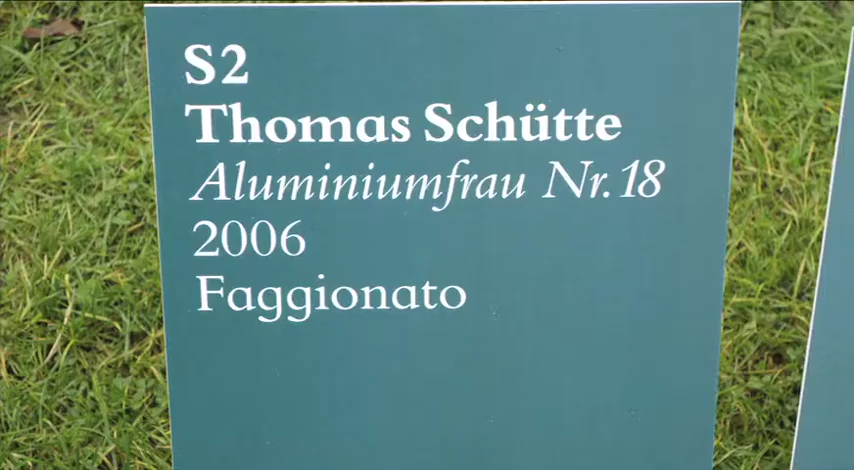 S2
Thomas Schütte
Aluminiumfrau Nr. 18
2006
Faggionato